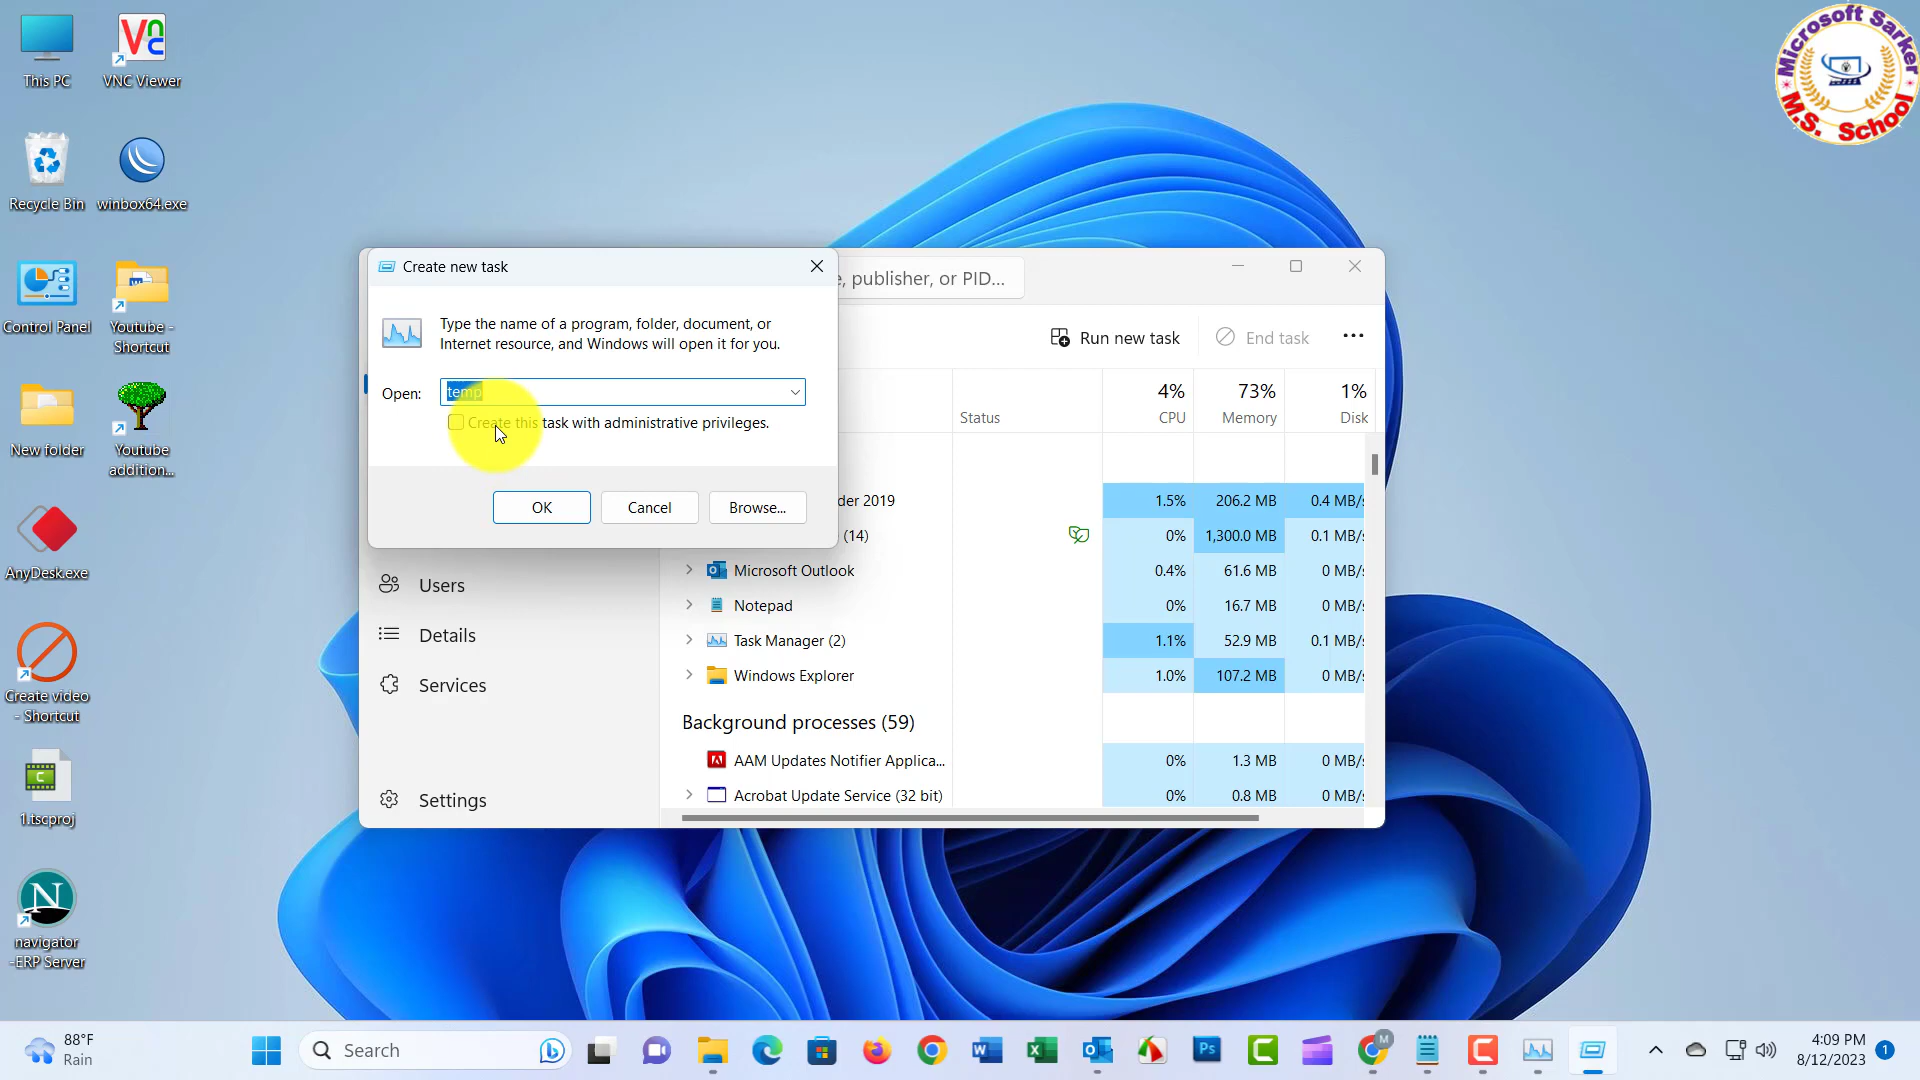 This PC
VNC Viewer
Recycle Bin
winbox64.exe
Control Panel
Youtube -
Shortcut
New folder
Youtube
addition...
AnyDesk.exe
Create video
- Shortcut
1.tscproj
navigator
-ERP Server
Microsoft Sarker
M.S. School
Create new task
Type the name of a program, folder, document, or
Internet resource, and Windows will open it for you.
Open: temp
Create this task with administrative privileges.
OK Cancel Browse...
, publisher, or PID...
Run new task End task
Status
4% 73% 1%
CPU Memory Disk
der 2019 1.5% 206.2 MB 0.4 MB/s
(14) 0% 1,300.0 MB 0.1 MB/s
Microsoft Outlook 0.4% 61.6 MB 0 MB/s
Notepad 0% 16.7 MB 0 MB/s
Task Manager (2) 1.1% 52.9 MB 0.1 MB/s
Windows Explorer 1.0% 107.2 MB 0 MB/s
Background processes (59)
AAM Updates Notifier Applica... 0% 1.3 MB 0 MB/s
Acrobat Update Service (32 bit) 0% 0.8 MB 0 MB/s
Users
Details
Services
Settings
88°F
Rain
Search
4:09 PM
8/12/2023
1